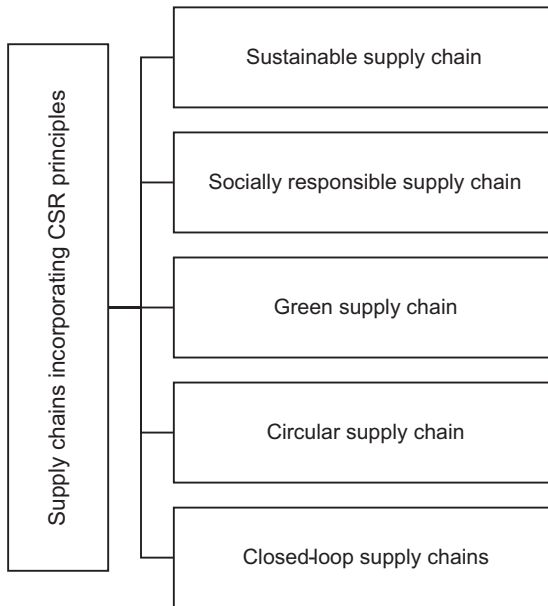 Supply chains incorporating CSR principles
Sustainable supply chain
Socially responsible supply chain
Green supply chain
Circular supply chain
Closed-loop supply chains